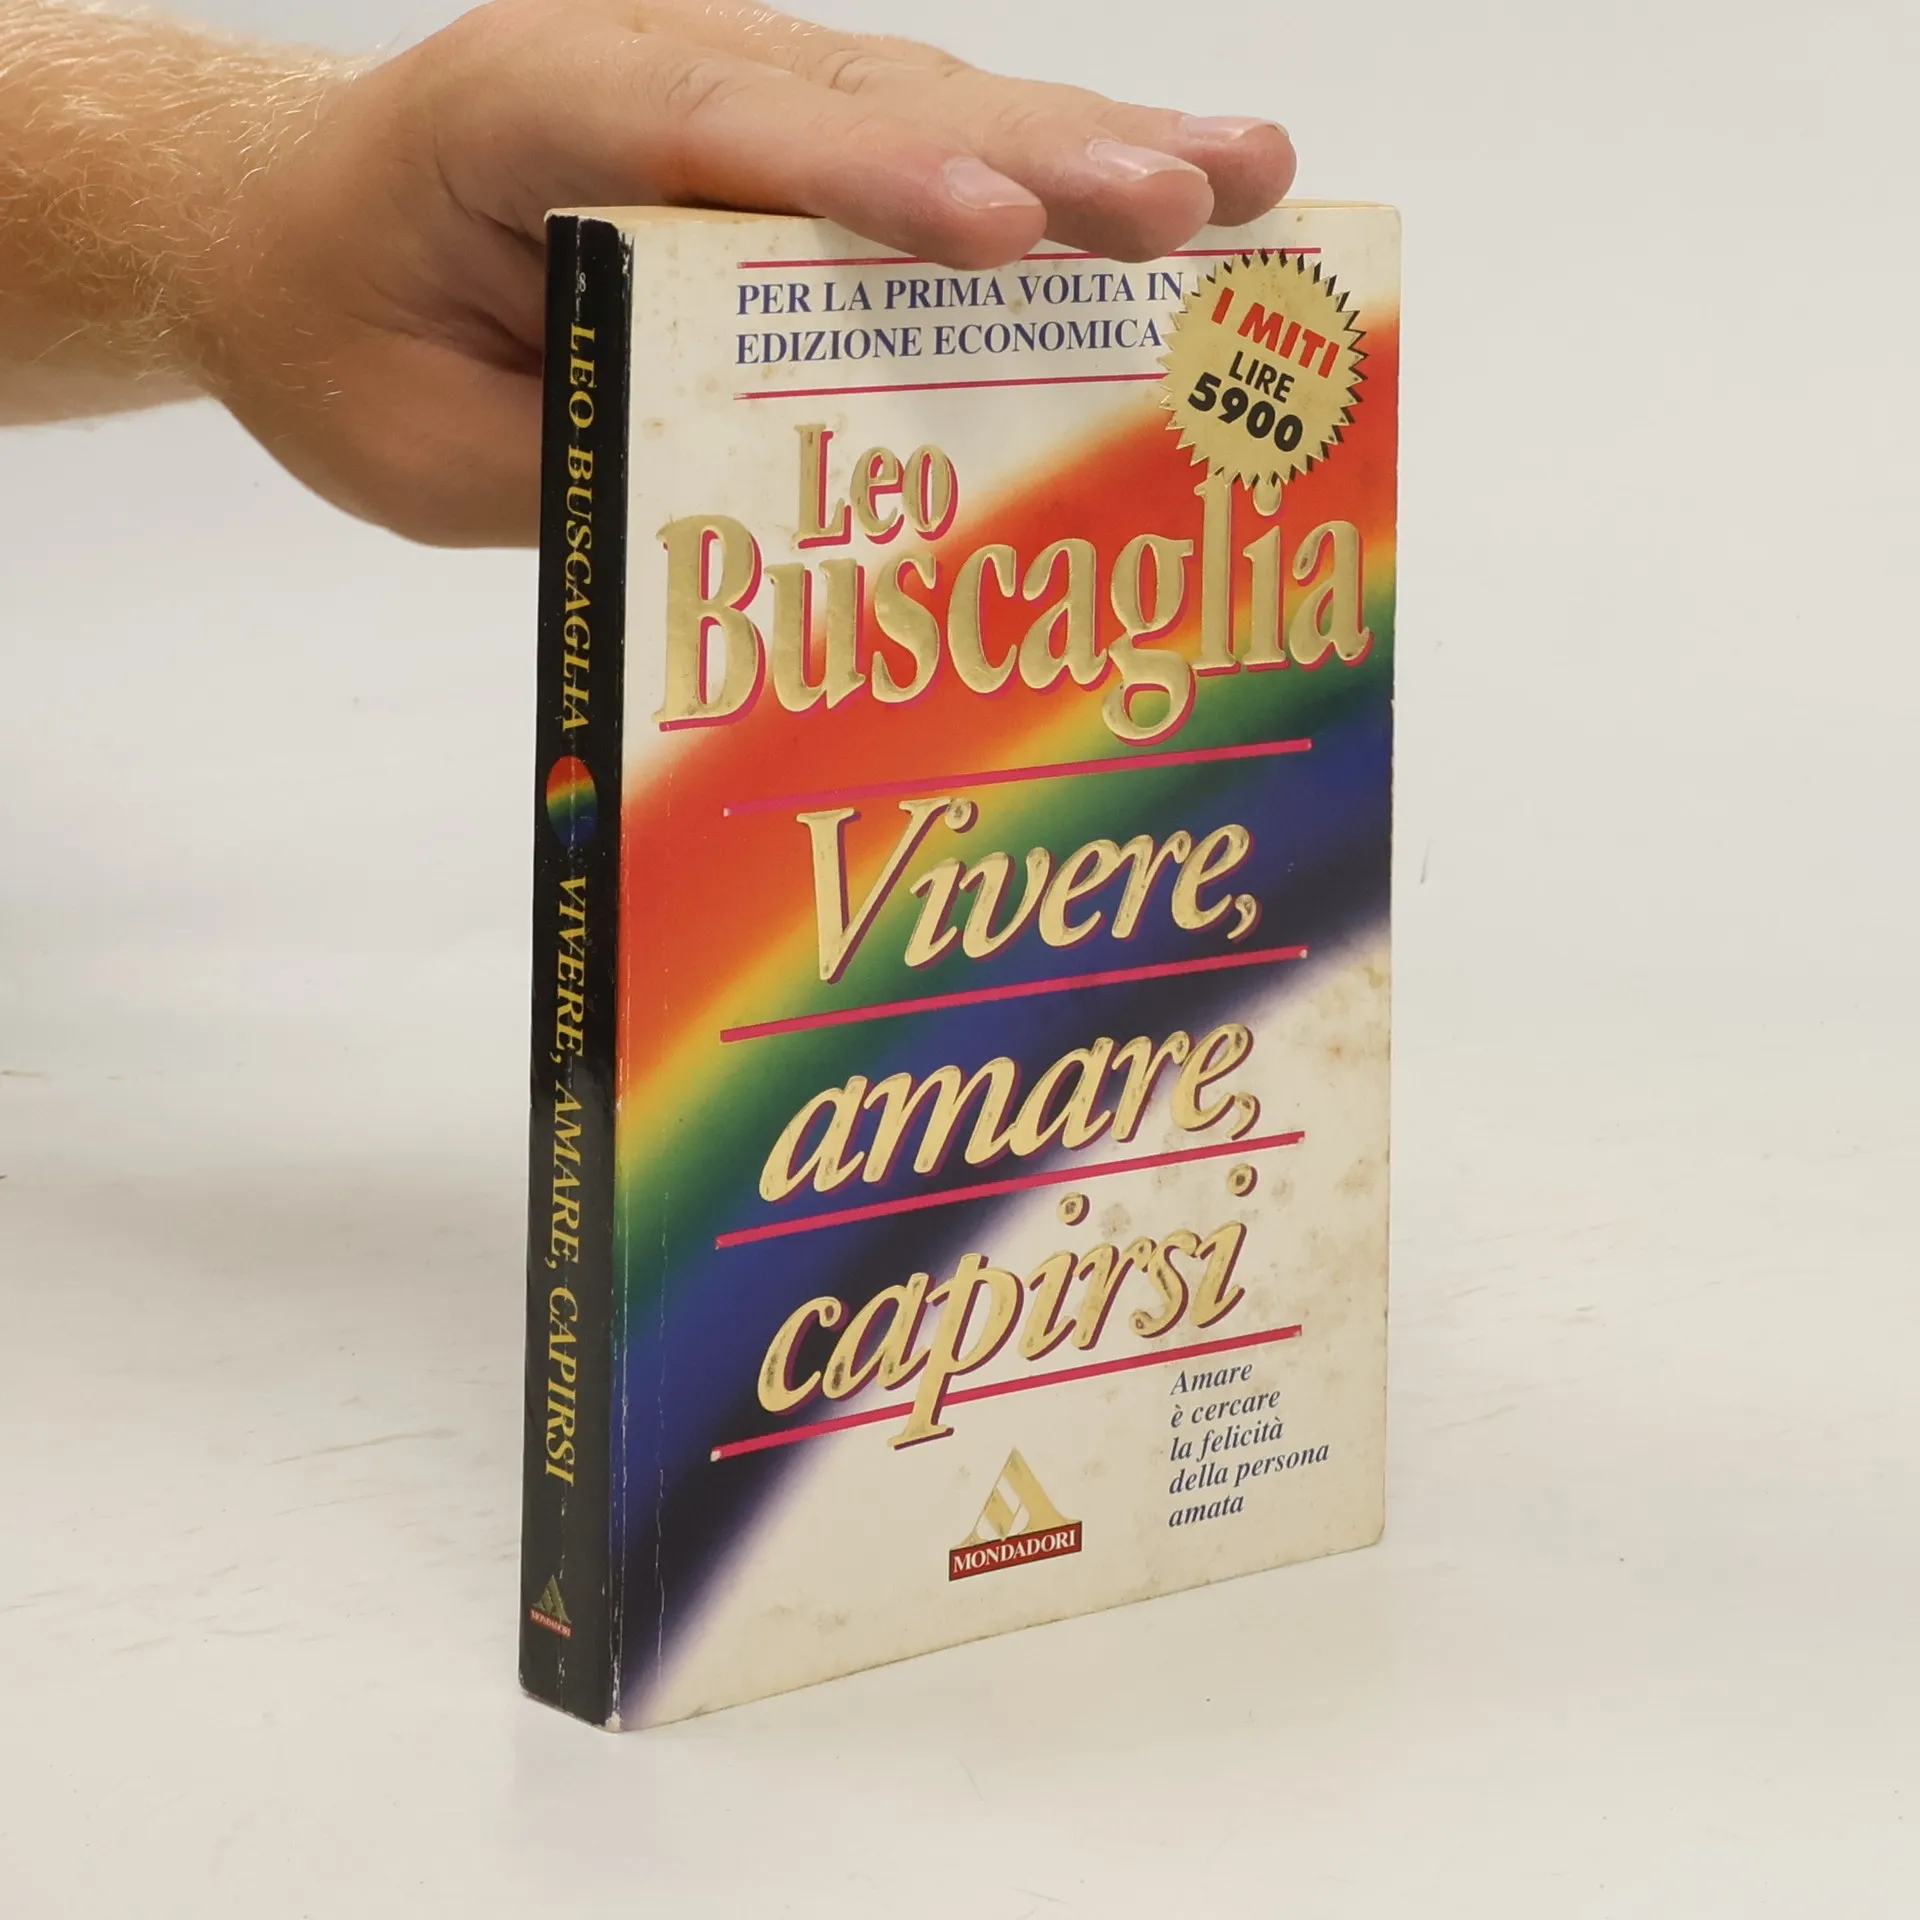 PER LA PRIMA VOLTA IN
EDIZIONE ECONOMICA
I MITI
LIRE
5900
Leo
Buscaglia
Vivere,
amare,
capirsi
Amare
è cercare
la felicità
della persona
amata
MONDADORI
8
LEO BUSCAGLIA
VIVERE, AMARE, CAPIRSI
MONDADORI